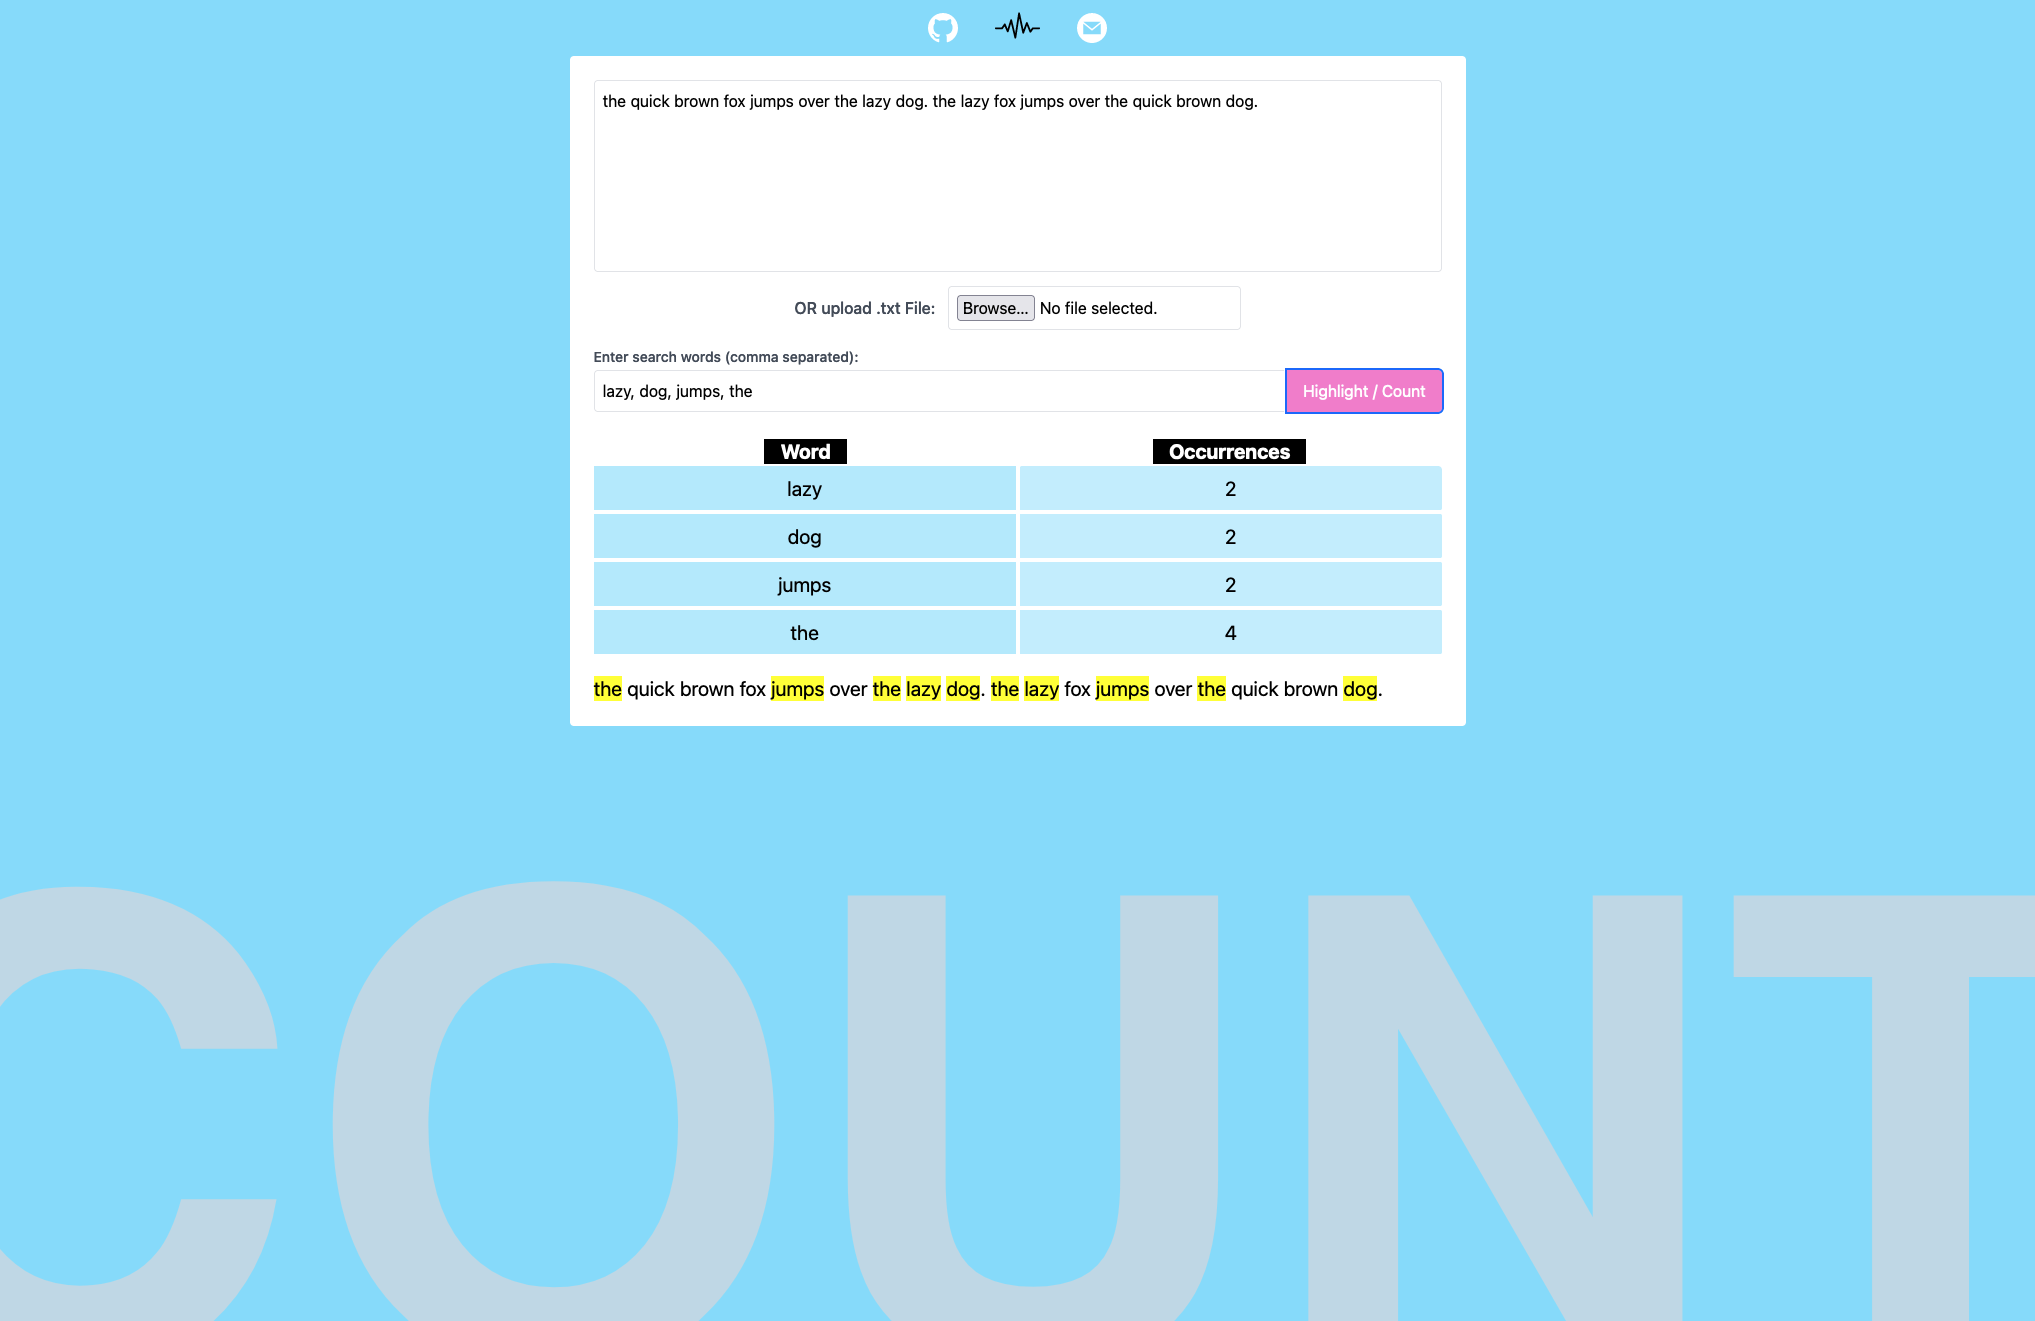 the quick brown fox jumps over the lazy dog. the lazy fox jumps over the quick brown dog.
OR upload .txt File: Browse... No file selected.
Enter search words (comma separated):
lazy, dog, jumps, the Highlight / Count
Word Occurrences
lazy 2
dog 2
jumps 2
the 4
the quick brown fox jumps over the lazy dog. the lazy fox jumps over the quick brown dog.
COUNT